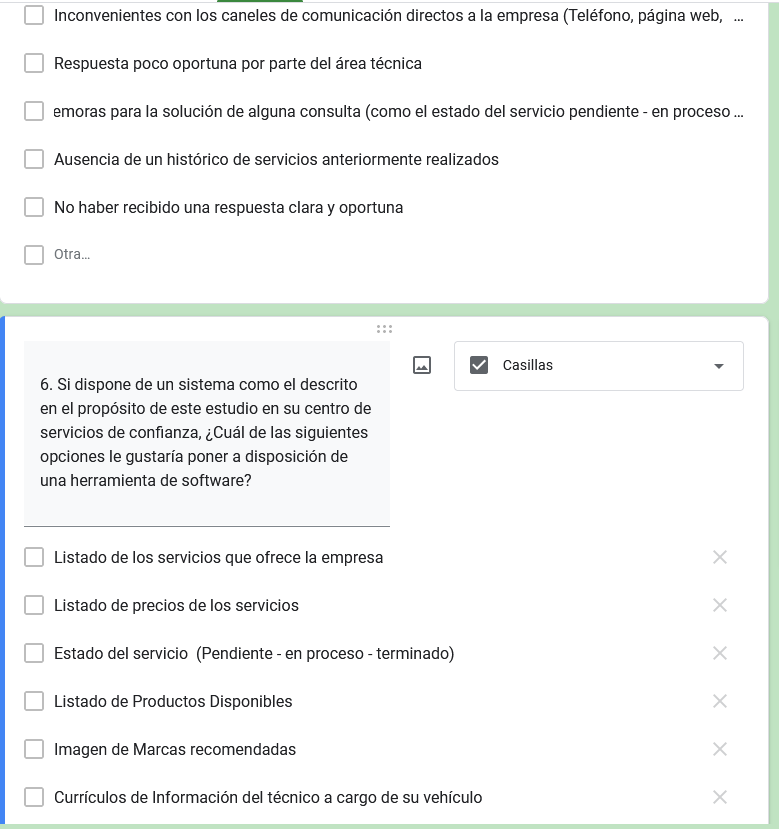 Inconvenientes con los caneles de comunicación directos a la empresa (Teléfono, página web, ...
Respuesta poco oportuna por parte del área técnica
emoras para la solución de alguna consulta (como el estado del servicio pendiente - en proceso ...
Ausencia de un histórico de servicios anteriormente realizados
No haber recibido una respuesta clara y oportuna
Otra...
6. Si dispone de un sistema como el descrito
en el propósito de este estudio en su centro de
servicios de confianza, ¿Cuál de las siguientes
opciones le gustaría poner a disposición de
una herramienta de software?
Casillas
Listado de los servicios que ofrece la empresa
Listado de precios de los servicios
Estado del servicio  (Pendiente - en proceso - terminado)
Listado de Productos Disponibles
Imagen de Marcas recomendadas
Currículos de Información del técnico a cargo de su vehículo